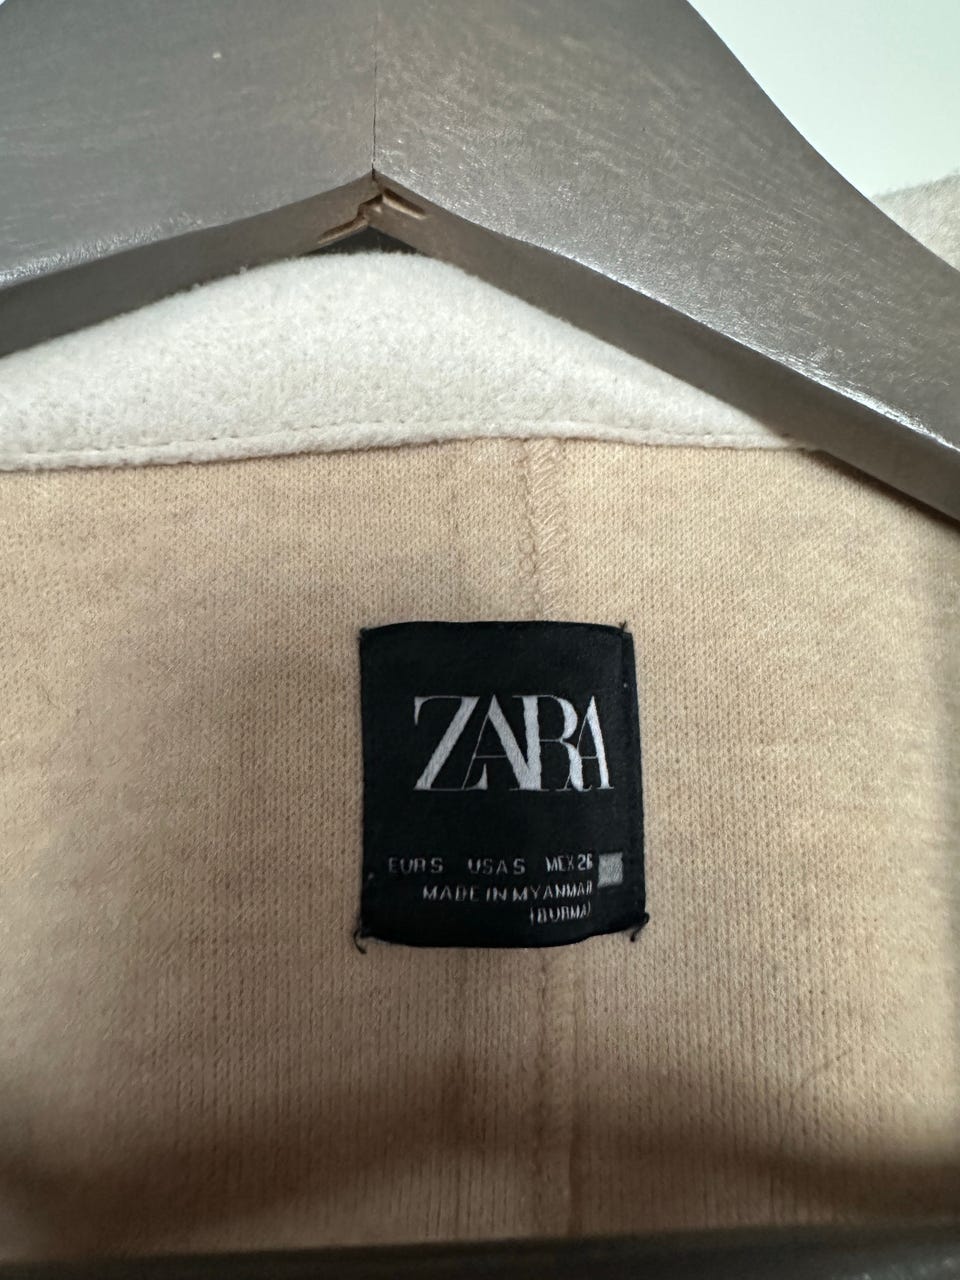 ZARA
EUR S USA S MEX 26
MADE IN MYANMAR
(BURMA)